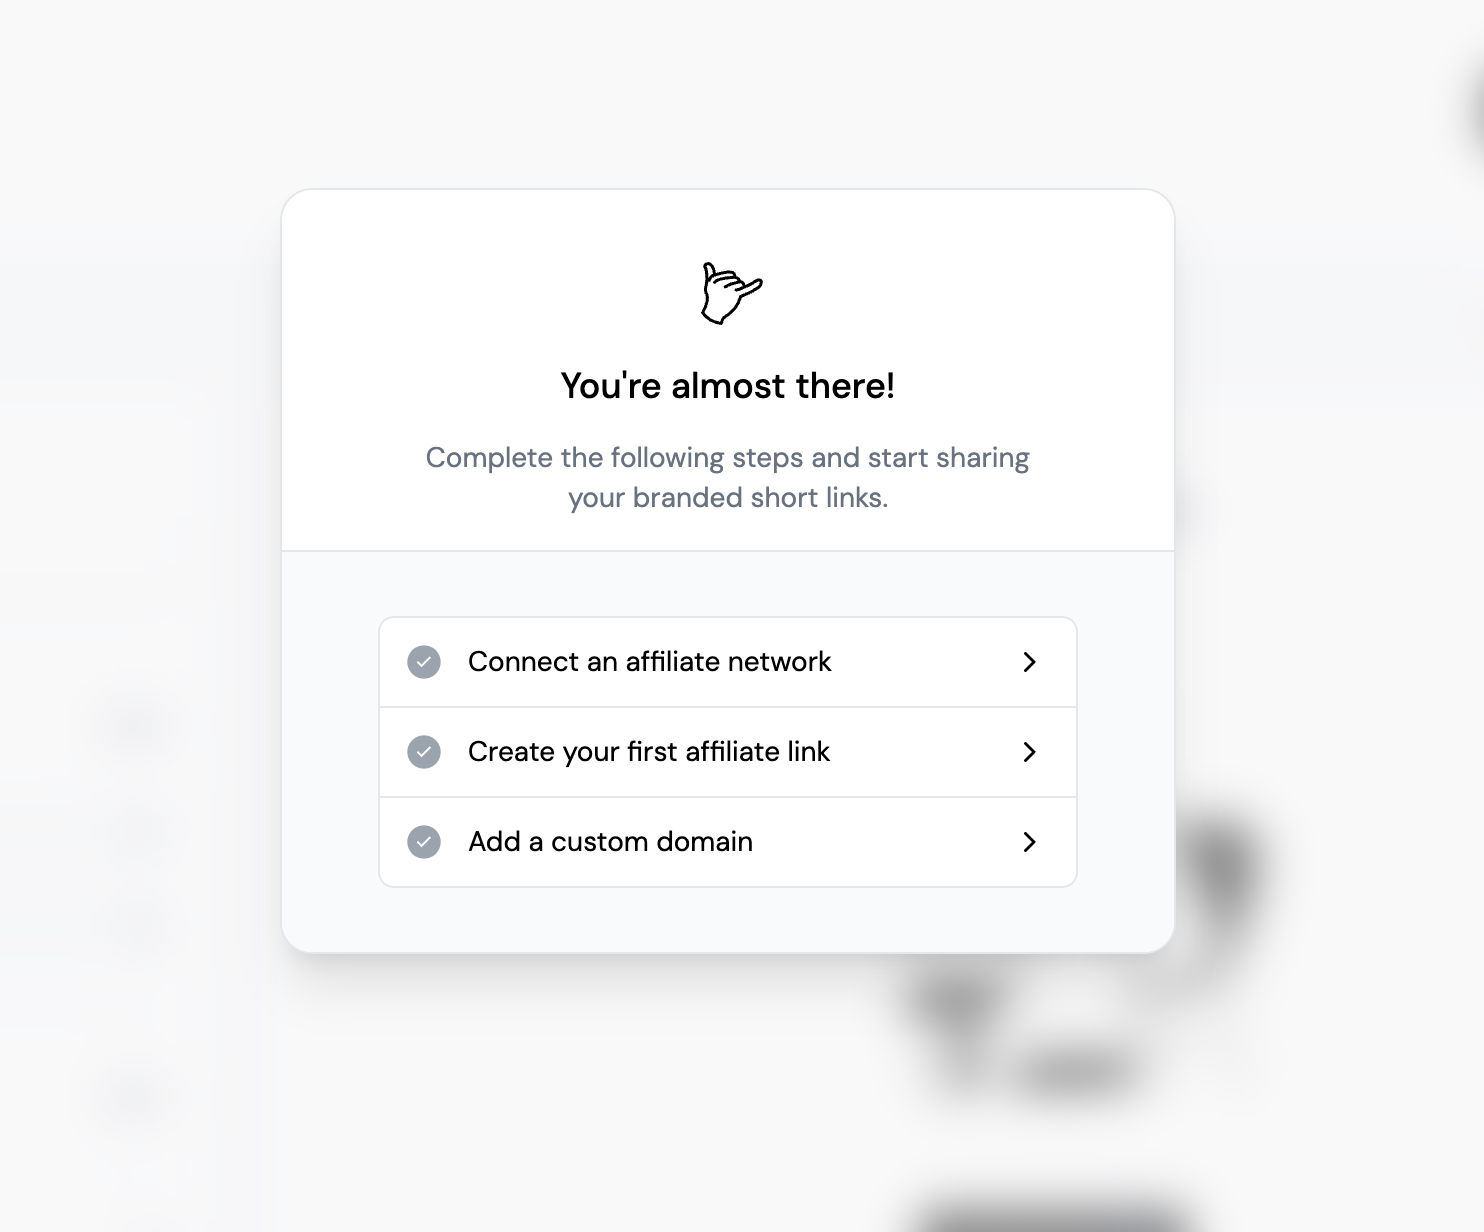 You're almost there!
Complete the following steps and start sharing
your branded short links.
Connect an affiliate network
Create your first affiliate link
Add a custom domain